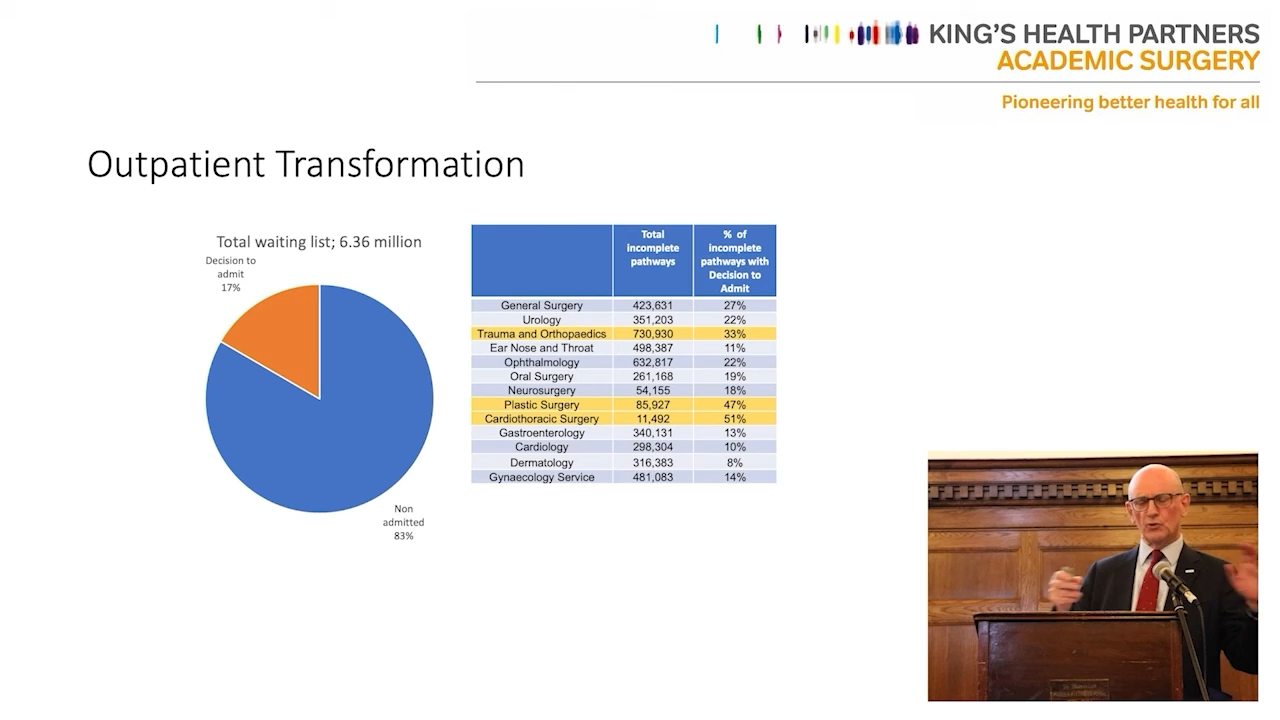 KING'S HEALTH PARTNERS
ACADEMIC SURGERY
Pioneering better health for all
Outpatient Transformation
Total waiting list; 6.36 million
Decision to
admit
17%
Non
admitted
83%
Total
incomplete
pathways
% of
incomplete
pathways with
Decision to
Admit
General Surgery 423,631 27%
Urology 351,203 22%
Trauma and Orthopaedics 730,930 33%
Ear Nose and Throat 498,387 11%
Ophthalmology 632,817 22%
Oral Surgery 261,168 19%
Neurosurgery 54,155 18%
Plastic Surgery 85,927 47%
Cardiothoracic Surgery 11,492 51%
Gastroenterology 340,131 13%
Cardiology 298,304 10%
Dermatology 316,383 8%
Gynaecology Service 481,083 14%